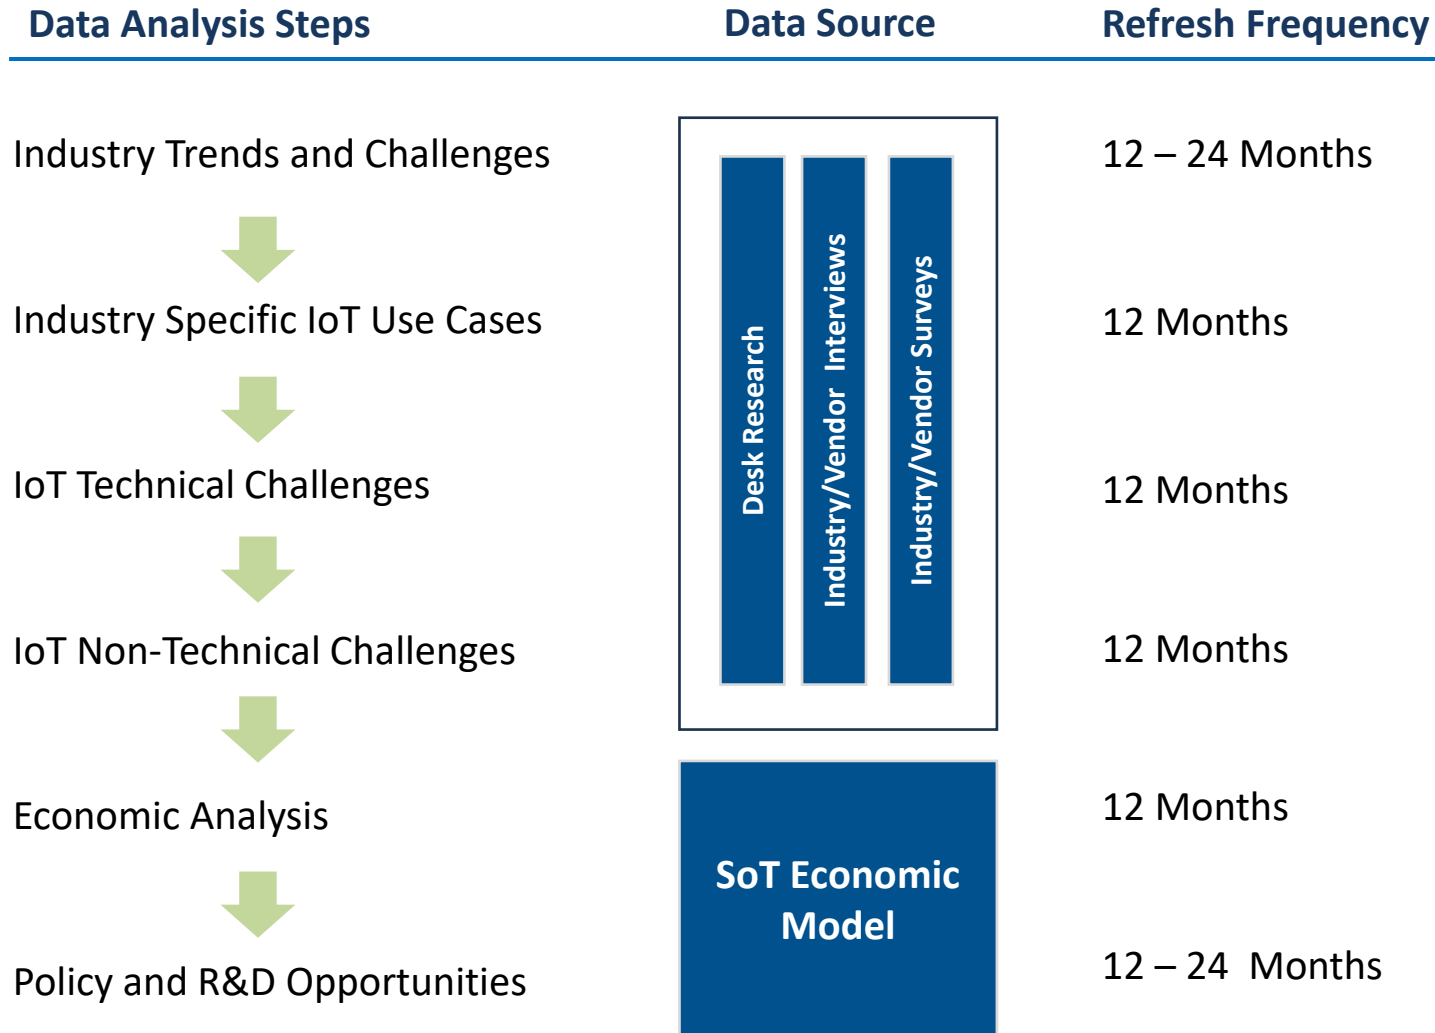 Data Analysis Steps
Data Source
Refresh Frequency
Industry Trends and Challenges
12 – 24 Months
Industry Specific IoT Use Cases
12 Months
IoT Technical Challenges
12 Months
IoT Non-Technical Challenges
12 Months
Desk Research
Industry/Vendor  Interviews
Industry/Vendor Surveys
Economic Analysis
12 Months
SoT Economic
Model
Policy and R&D Opportunities
12 – 24  Months